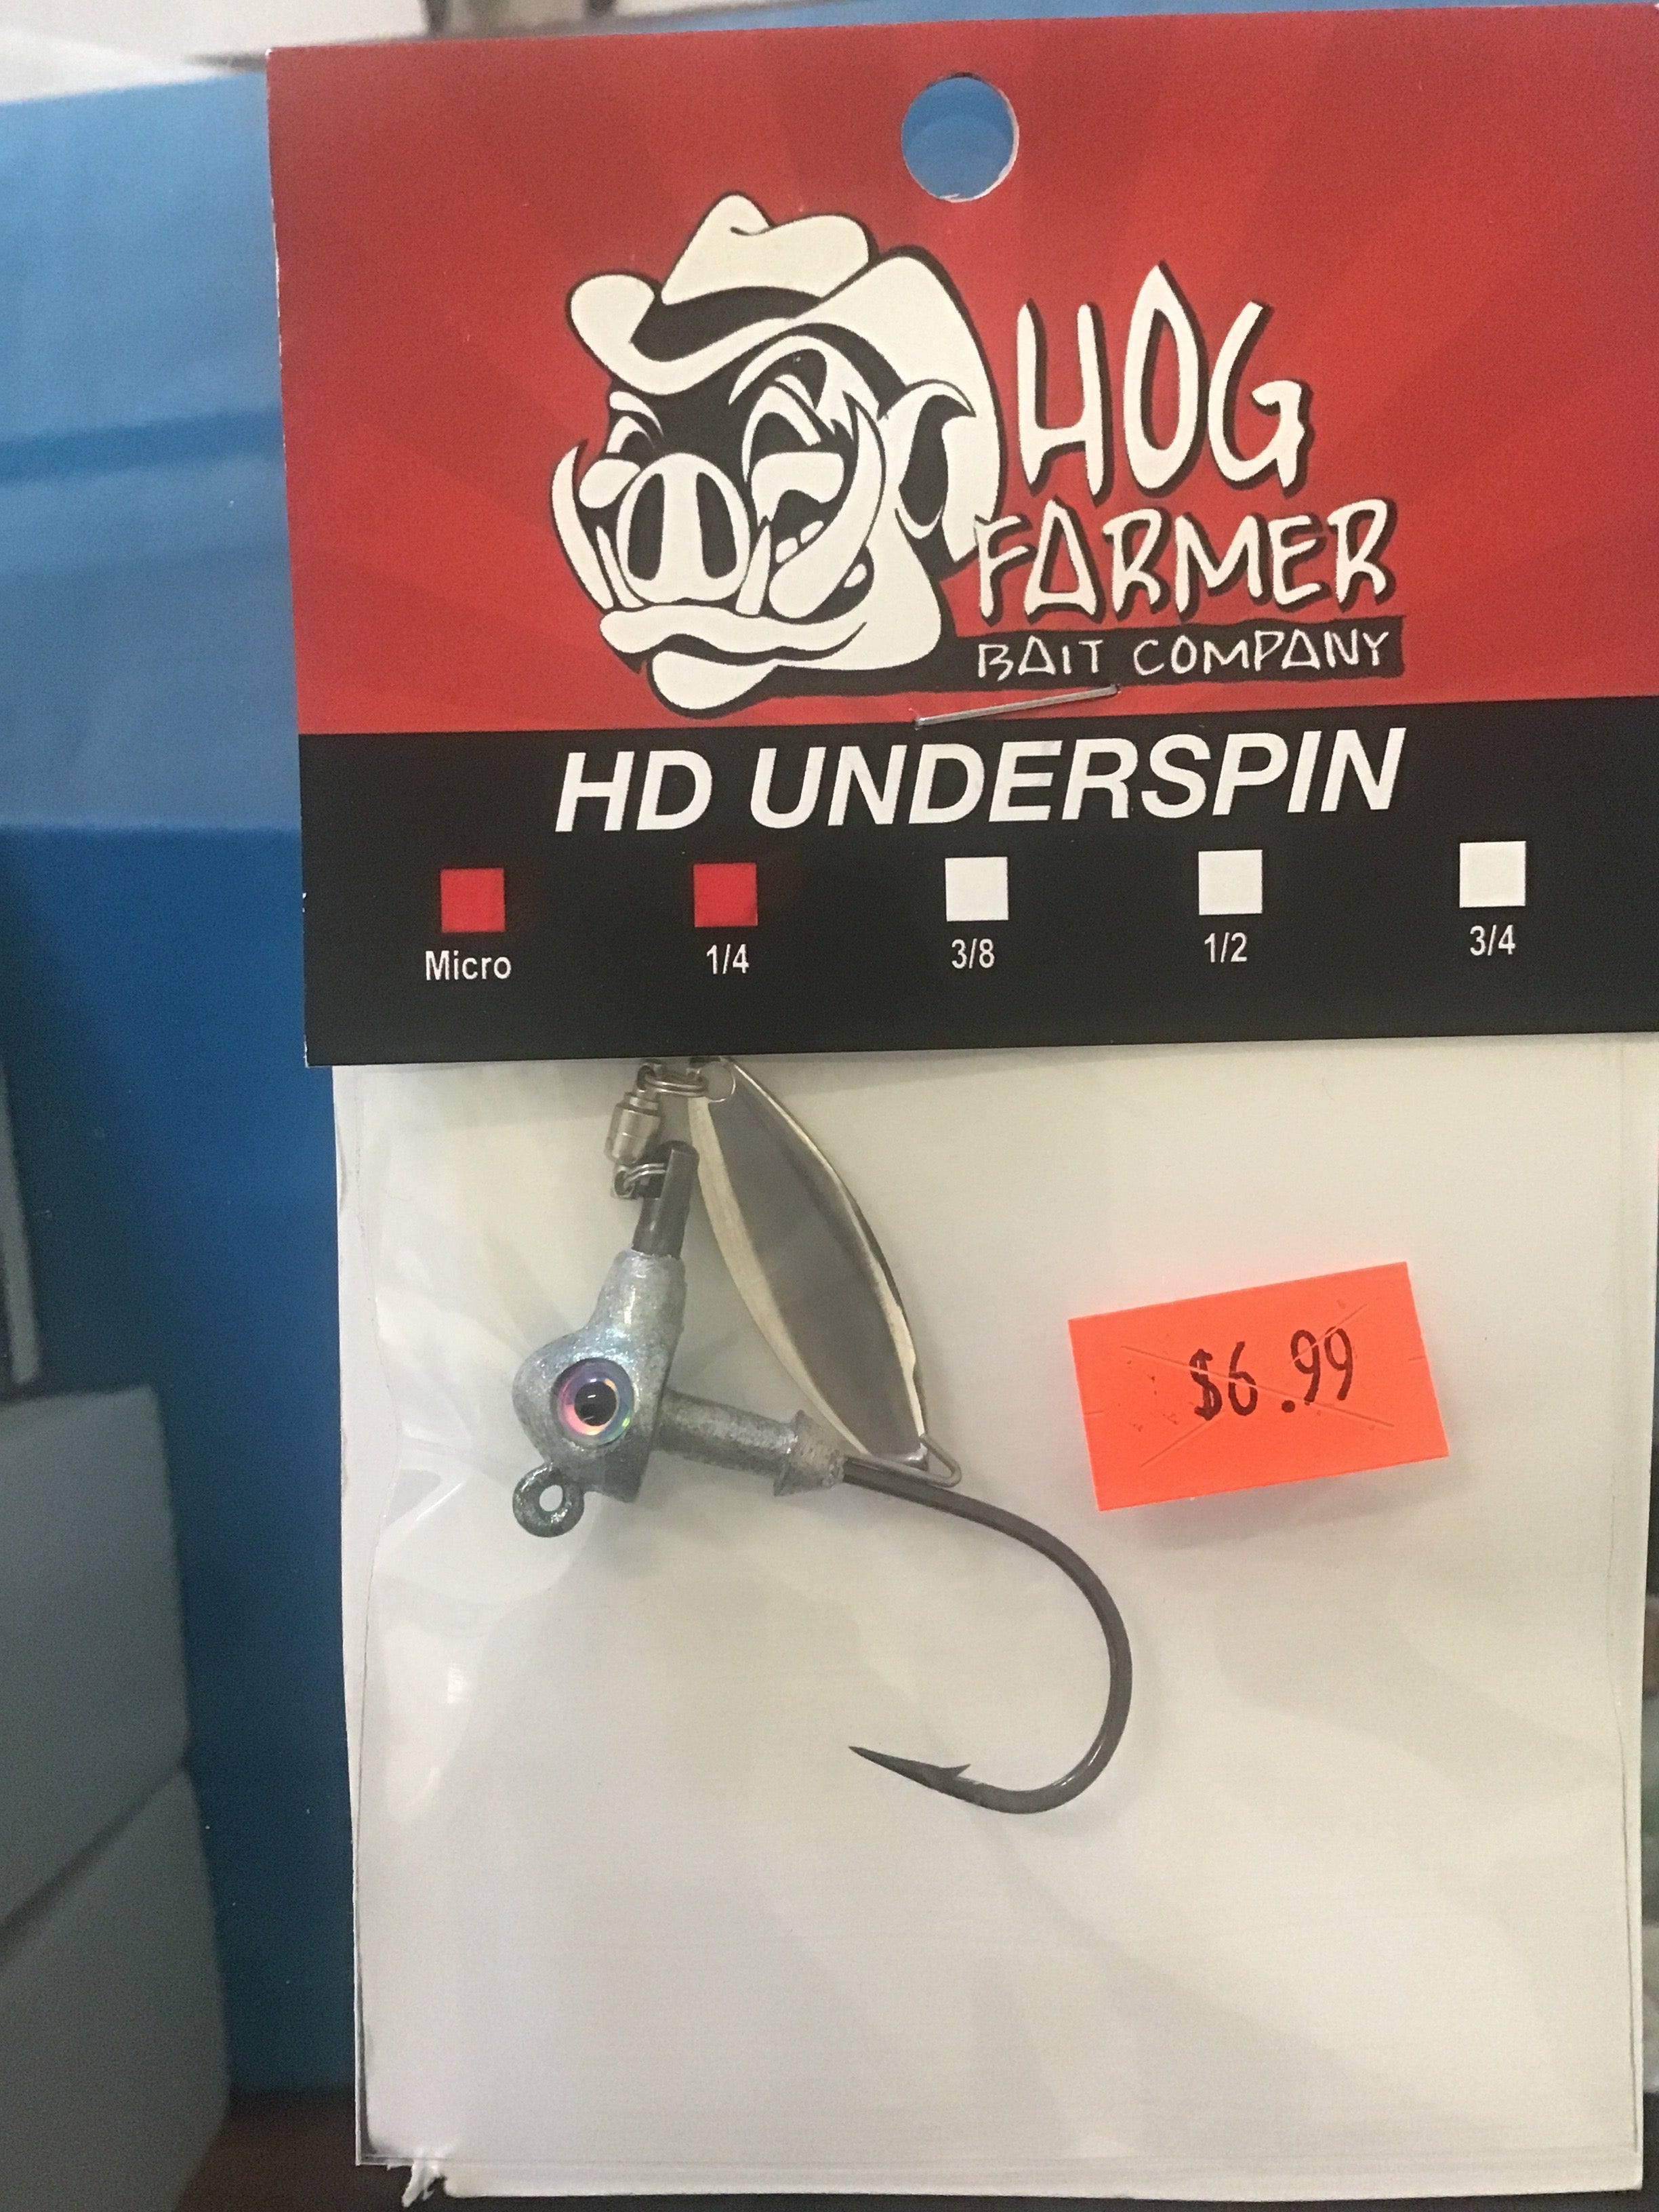 HOG
FARMER
BAIT COMPANY
HD UNDERSPIN
Micro 1/4 3/8 1/2 3/4
$6.99